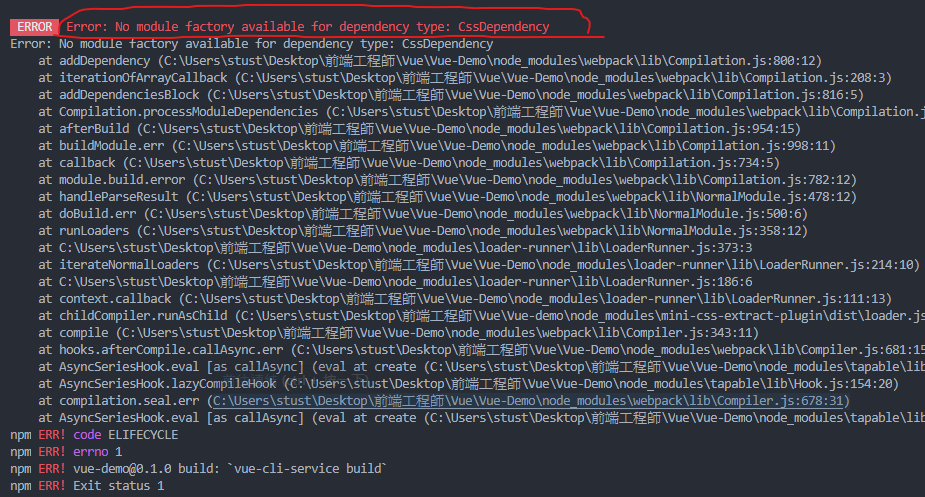 ERROR Error: No module factory available for dependency type: CssDependency
Error: No module factory available for dependency type: CssDependency
at addDependency (C:\Users\stust\Desktop\前端工程師\Vue\Vue-Demo\node_modules\webpack\lib\Compilation.js:800:12)
at iterationOfArrayCallback (C:\Users\stust\Desktop\前端工程師\Vue\Vue-Demo\node_modules\webpack\lib\Compilation.js:208:3)
at addDependenciesBlock (C:\Users\stust\Desktop\前端工程師\Vue\Vue-Demo\node_modules\webpack\lib\Compilation.js:816:5)
at Compilation.processModuleDependencies (C:\Users\stust\Desktop\前端工程師\Vue\Vue-Demo\node_modules\webpack\lib\Compilation.j
at afterBuild (C:\Users\stust\Desktop\前端工程師\Vue\Vue-Demo\node_modules\webpack\lib\Compilation.js:954:15)
at buildModule.err (C:\Users\stust\Desktop\前端工程師\Vue\Vue-Demo\node_modules\webpack\lib\Compilation.js:998:11)
at callback (C:\Users\stust\Desktop\前端工程師\Vue\Vue-Demo\node_modules\webpack\lib\Compilation.js:734:5)
at module.build.error (C:\Users\stust\Desktop\前端工程師\Vue\Vue-Demo\node_modules\webpack\lib\Compilation.js:782:12)
at handleParseResult (C:\Users\stust\Desktop\前端工程師\Vue\Vue-Demo\node_modules\webpack\lib\NormalModule.js:478:12)
at doBuild.err (C:\Users\stust\Desktop\前端工程師\Vue\Vue-Demo\node_modules\webpack\lib\NormalModule.js:500:6)
at runLoaders (C:\Users\stust\Desktop\前端工程師\Vue\Vue-Demo\node_modules\webpack\lib\NormalModule.js:358:12)
at C:\Users\stust\Desktop\前端工程師\Vue\Vue-Demo\node_modules\loader-runner\lib\LoaderRunner.js:373:3
at iterateNormalLoaders (C:\Users\stust\Desktop\前端工程師\Vue\Vue-Demo\node_modules\loader-runner\lib\LoaderRunner.js:214:10)
at C:\Users\stust\Desktop\前端工程師\Vue\Vue-Demo\node_modules\loader-runner\lib\LoaderRunner.js:186:6
at context.callback (C:\Users\stust\Desktop\前端工程師\Vue\Vue-Demo\node_modules\loader-runner\lib\LoaderRunner.js:111:13)
at childCompiler.runAsChild (C:\Users\stust\Desktop\前端工程師\Vue\Vue-demo\node_modules\mini-css-extract-plugin\dist\loader.js
at compile (C:\Users\stust\Desktop\前端工程師\Vue\Vue-Demo\node_modules\webpack\lib\Compiler.js:343:11)
at hooks.afterCompile.callAsync.err (C:\Users\stust\Desktop\前端工程師\Vue\Vue-Demo\node_modules\webpack\lib\Compiler.js:681:15
at AsyncSeriesHook.eval [as callAsync] (eval at create (C:\Users\stust\Desktop\前端工程師\Vue\Vue-Demo\node_modules\tapable\lib
at AsyncSeriesHook.lazyCompileHook (C:\Users\stust\Desktop\前端工程師\Vue\Vue-Demo\node_modules\tapable\lib\Hook.js:154:20)
at compilation.seal.err (C:\Users\stust\Desktop\前端工程師\Vue\Vue-Demo\node_modules\webpack\lib\Compiler.js:678:31)
at AsyncSeriesHook.eval [as callAsync] (eval at create (C:\Users\stust\Desktop\前端工程師\Vue\Vue-Demo\node_modules\tapable\lib
npm ERR! code ELIFECYCLE
npm ERR! errno 1
npm ERR! vue-demo@0.1.0 build: `vue-cli-service build`
npm ERR! Exit status 1